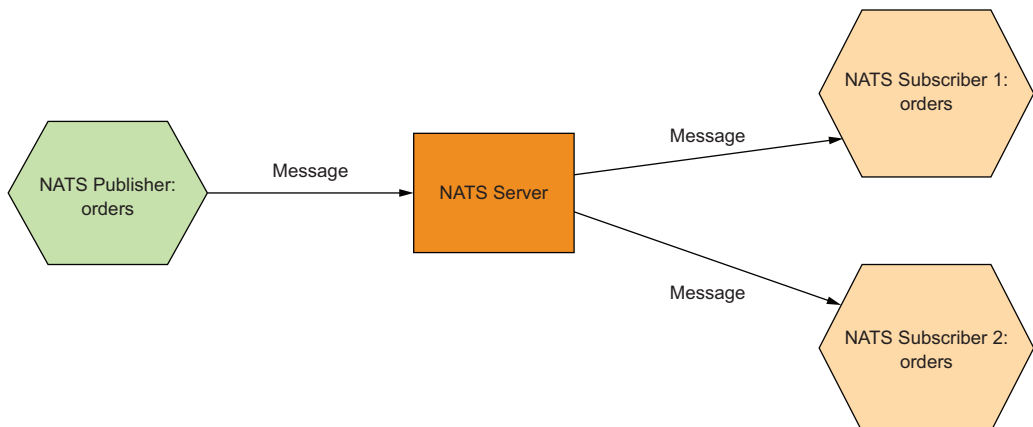 NATS Publisher:
orders
Message
NATS Server
Message
NATS Subscriber 1:
orders
Message
NATS Subscriber 2:
orders